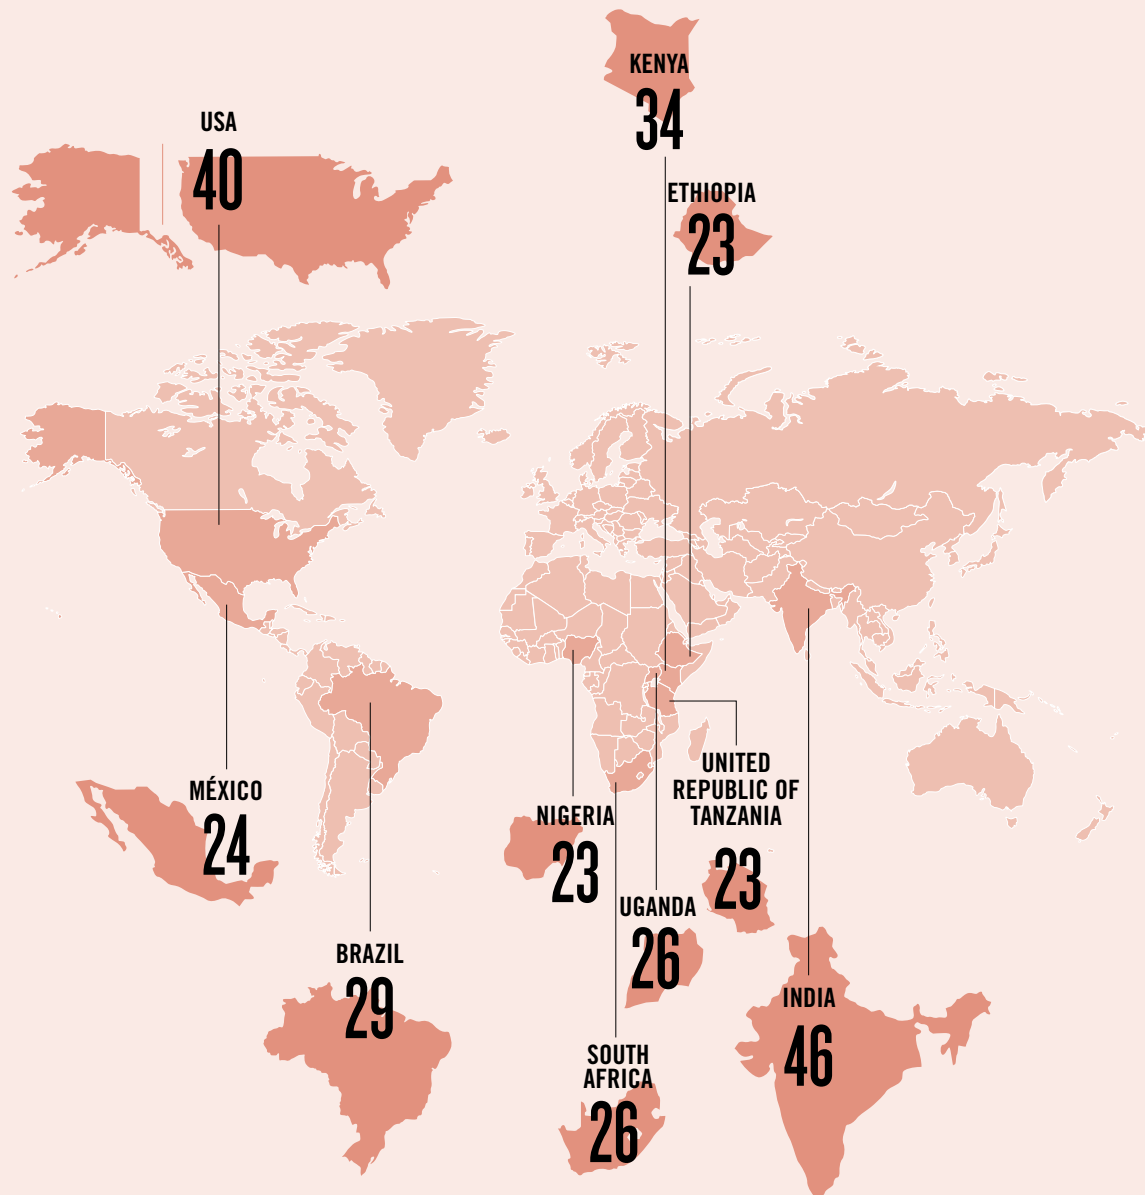 KENYA
34
USA
40
ETHIOPIA
23
MÉXICO
24
UNITED
REPUBLIC OF
TANZANIA
23
NIGERIA
23
UGANDA
26
BRAZIL
29
INDIA
46
SOUTH
AFRICA
26